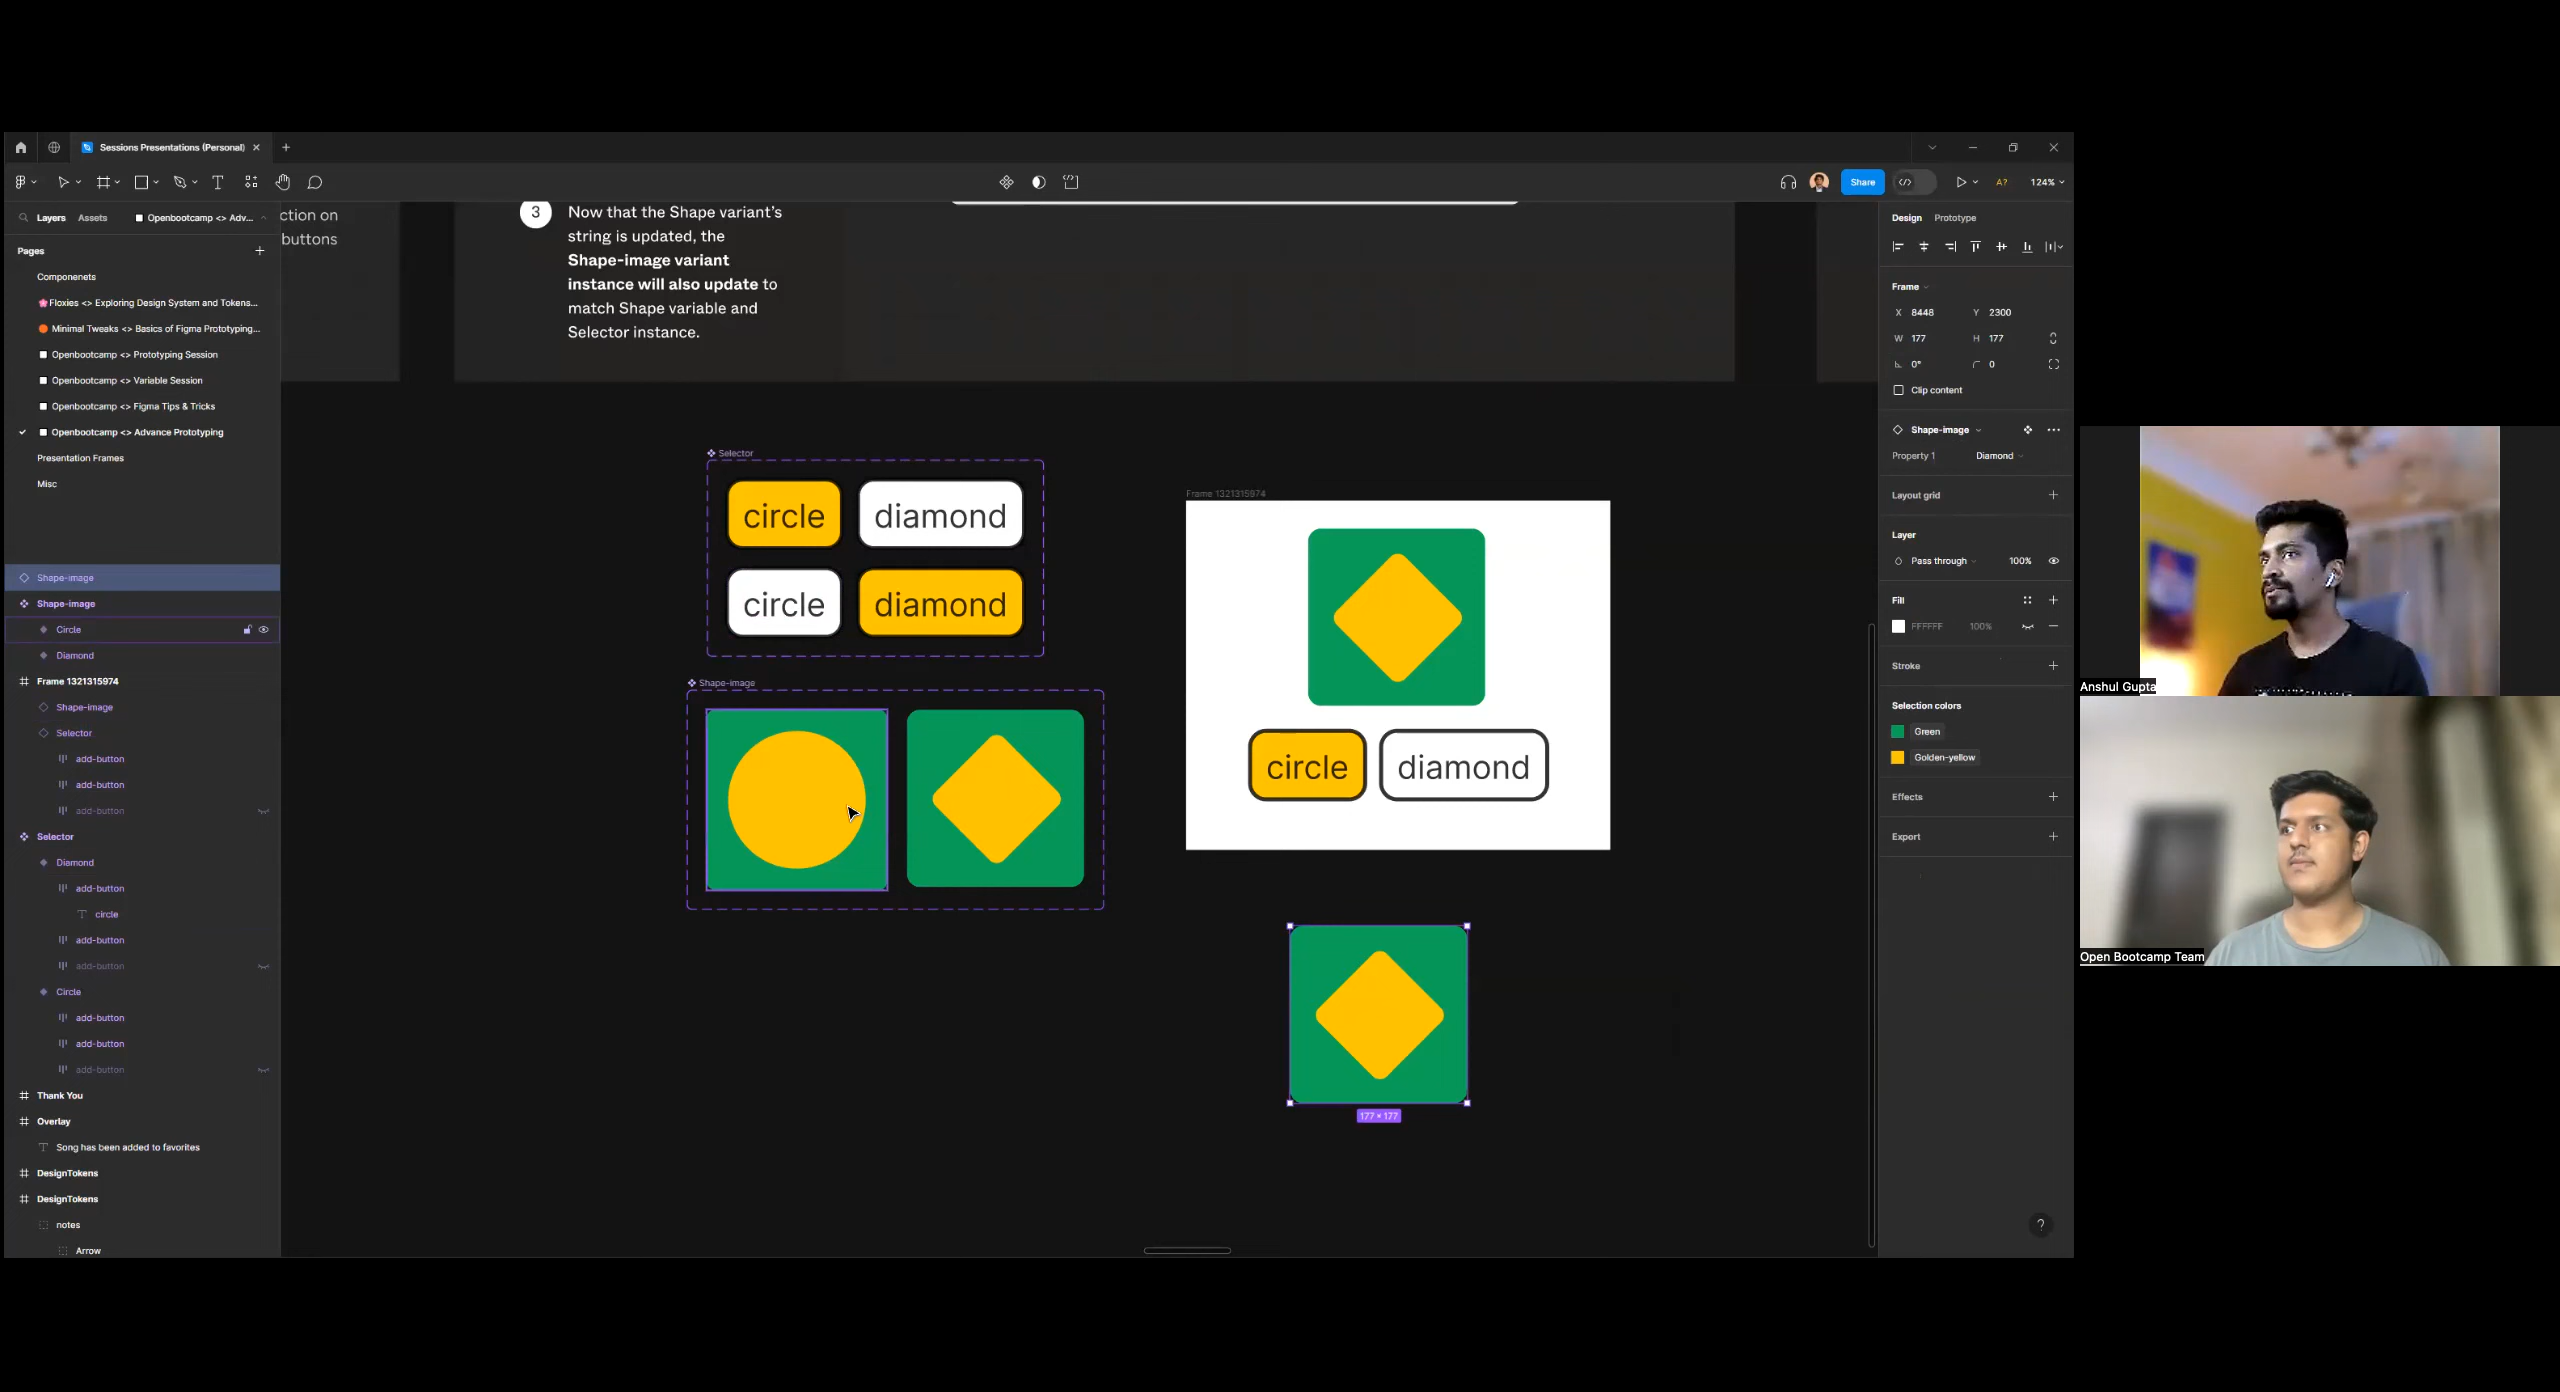 Sessions Presentations (Personal)
Share
A?
124%
Layers
Assets
Openbootcamp <> Adv...
Pages
Componenets
Floxies <> Exploring Design System and Tokens...
Minimal Tweaks <> Basics of Figma Prototyping...
Openbootcamp <> Prototyping Session
Openbootcamp <> Variable Session
Openbootcamp <> Figma Tips & Tricks
Openbootcamp <> Advance Prototyping
Presentation Frames
Misc
Shape-image
Shape-image
Circle
Diamond
Frame 1321315974
Shape-image
Selector
add-button
add-button
add-button
Selector
Diamond
add-button
circle
add-button
add-button
Circle
add-button
add-button
add-button
Thank You
Overlay
Song has been added to favorites
DesignTokens
DesignTokens
notes
Arrow
ction on
buttons
3
Now that the Shape variant's
string is updated, the
Shape-image variant
instance will also update to
match Shape variable and
Selector instance.
Selector
circle
diamond
circle
diamond
Shape-image
Frame 1321315974
circle
diamond
177 × 177
Design
Prototype
Frame
X 8448
Y 2300
W 177
H 177
0°
0
Clip content
Shape-image
Property 1
Diamond
Layout grid
Layer
Pass through
100%
Fill
FFFFFF
100%
Stroke
Selection colors
Green
Golden-yellow
Effects
Export
?
Anshul Gupta
Open Bootcamp Team